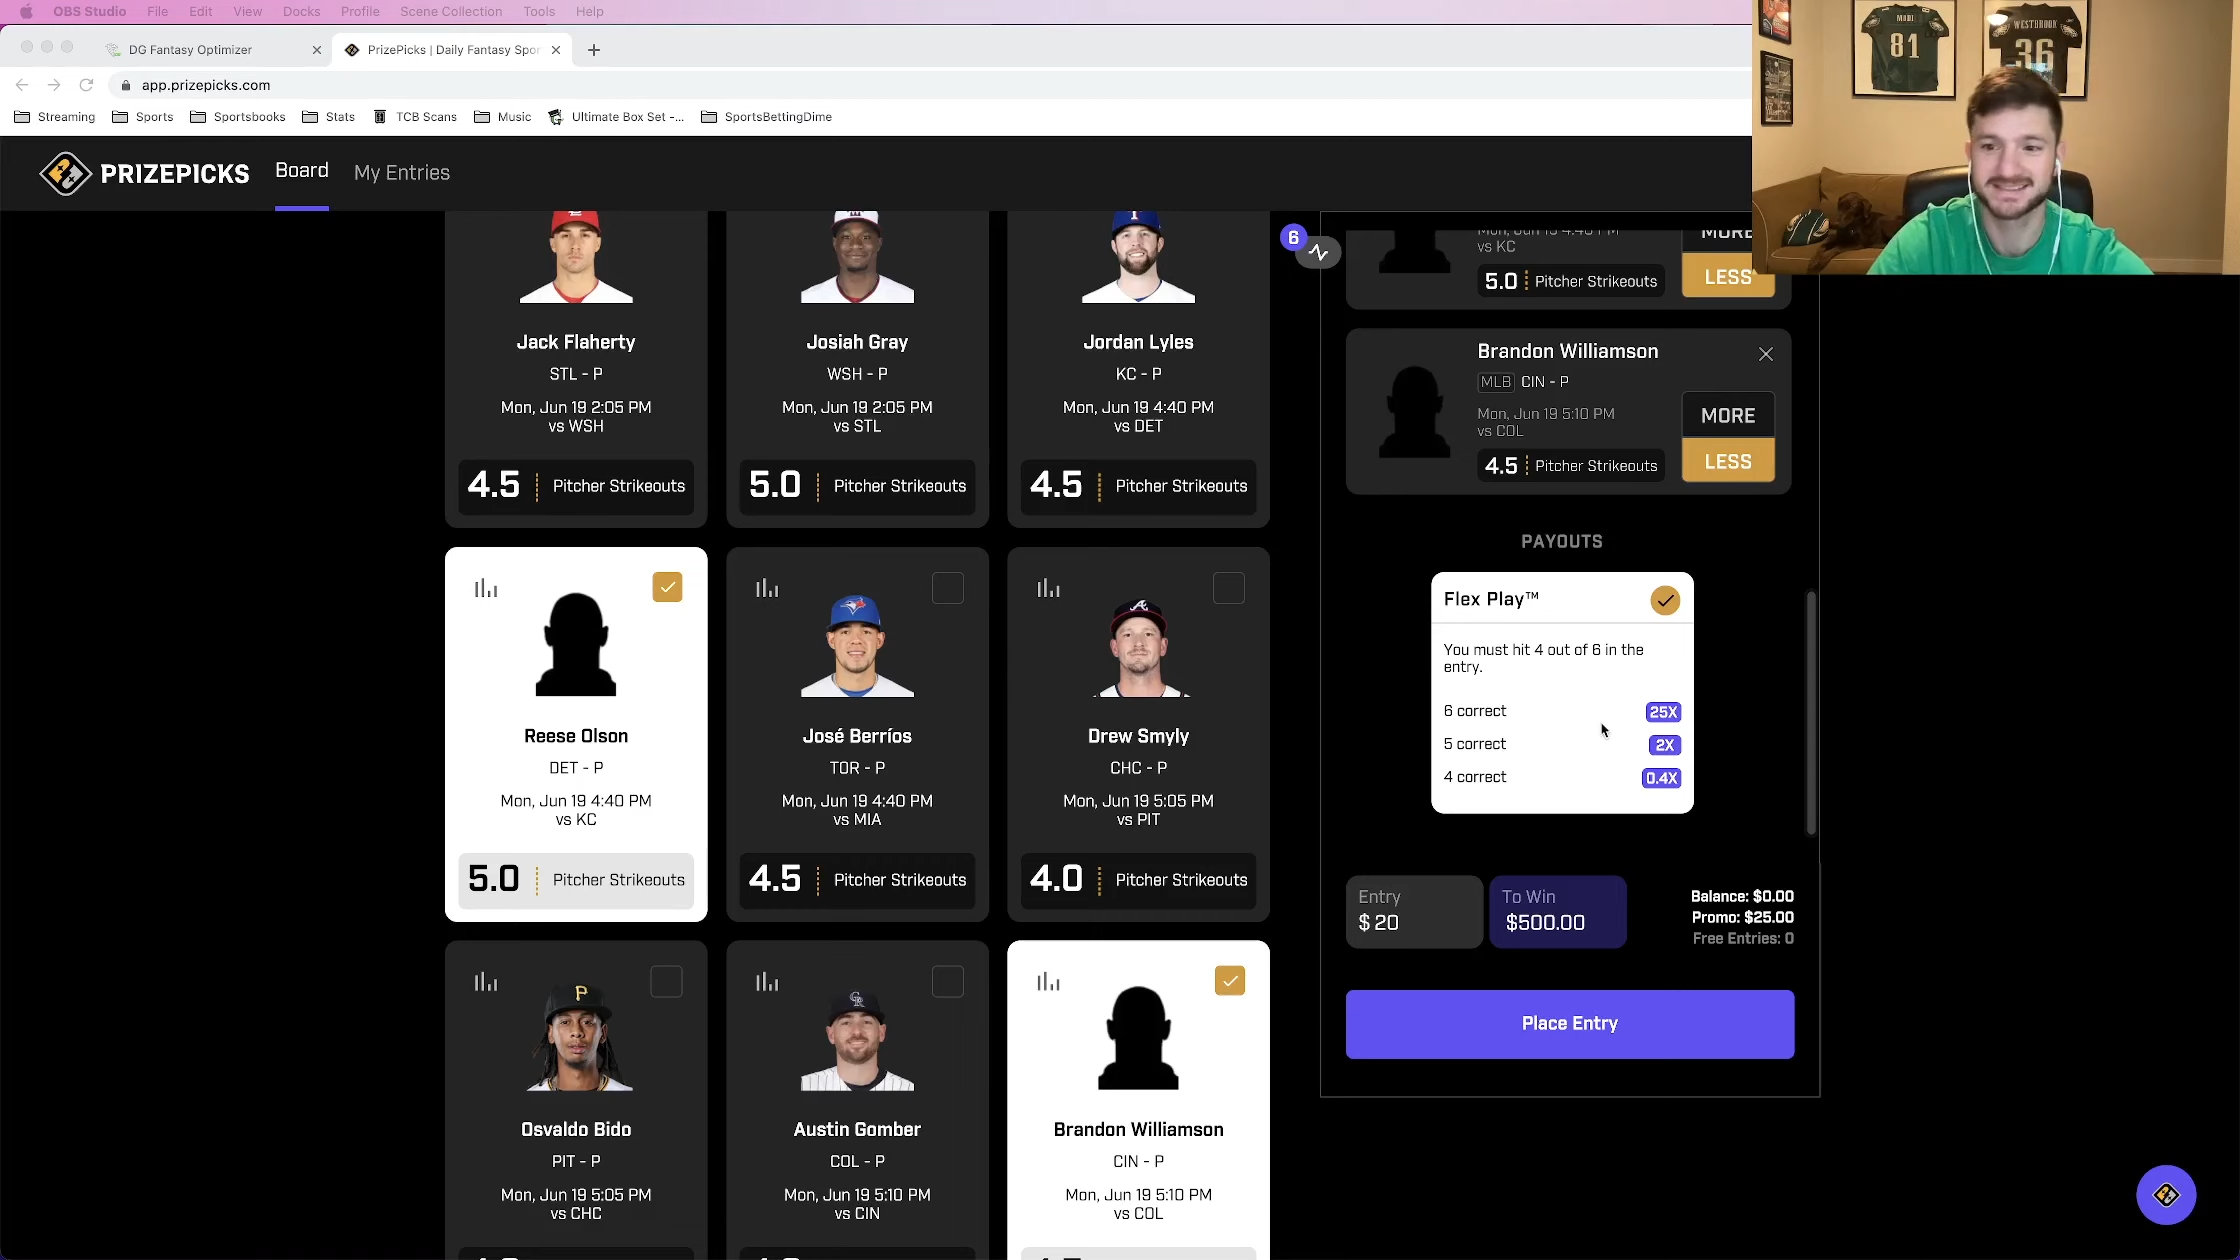 OBS Studio File Edit View Docks Profile Scene Collection Tools Help
DG Fantasy Optimizer
PrizePicks | Daily Fantasy Spor
app.prizepicks.com
Streaming Sports Sportsbooks Stats TCB Scans Music Ultimate Box Set -... SportsBettingDime
PRIZEPICKS Board My Entries
Jack Flaherty
STL - P
Mon, Jun 19 2:05 PM
vs WSH
4.5 Pitcher Strikeouts
Josiah Gray
WSH - P
Mon, Jun 19 2:05 PM
vs STL
5.0 Pitcher Strikeouts
Jordan Lyles
KC - P
Mon, Jun 19 4:40 PM
vs DET
4.5 Pitcher Strikeouts
Reese Olson
DET - P
Mon, Jun 19 4:40 PM
vs KC
5.0 Pitcher Strikeouts
José Berríos
TOR - P
Mon, Jun 19 4:40 PM
vs MIA
4.5 Pitcher Strikeouts
Drew Smyly
CHC - P
Mon, Jun 19 5:05 PM
vs PIT
4.0 Pitcher Strikeouts
Osvaldo Bido
PIT - P
Mon, Jun 19 5:05 PM
vs CHC
Austin Gomber
COL - P
Mon, Jun 19 5:10 PM
vs CIN
Brandon Williamson
CIN - P
Mon, Jun 19 5:10 PM
vs COL
6
Mon, Jun 19 4:40 PM
vs KC
MORE
5.0 Pitcher Strikeouts
LESS
Brandon Williamson
MLB CIN - P
Mon, Jun 19 5:10 PM
vs COL
MORE
4.5 Pitcher Strikeouts
LESS
PAYOUTS
Flex Play™
You must hit 4 out of 6 in the
entry.
6 correct 25X
5 correct 2X
4 correct 0.4X
Entry
$ 20
To Win
$500.00
Balance: $0.00
Promo: $25.00
Free Entries: 0
Place Entry
81
WESTBROOK
36